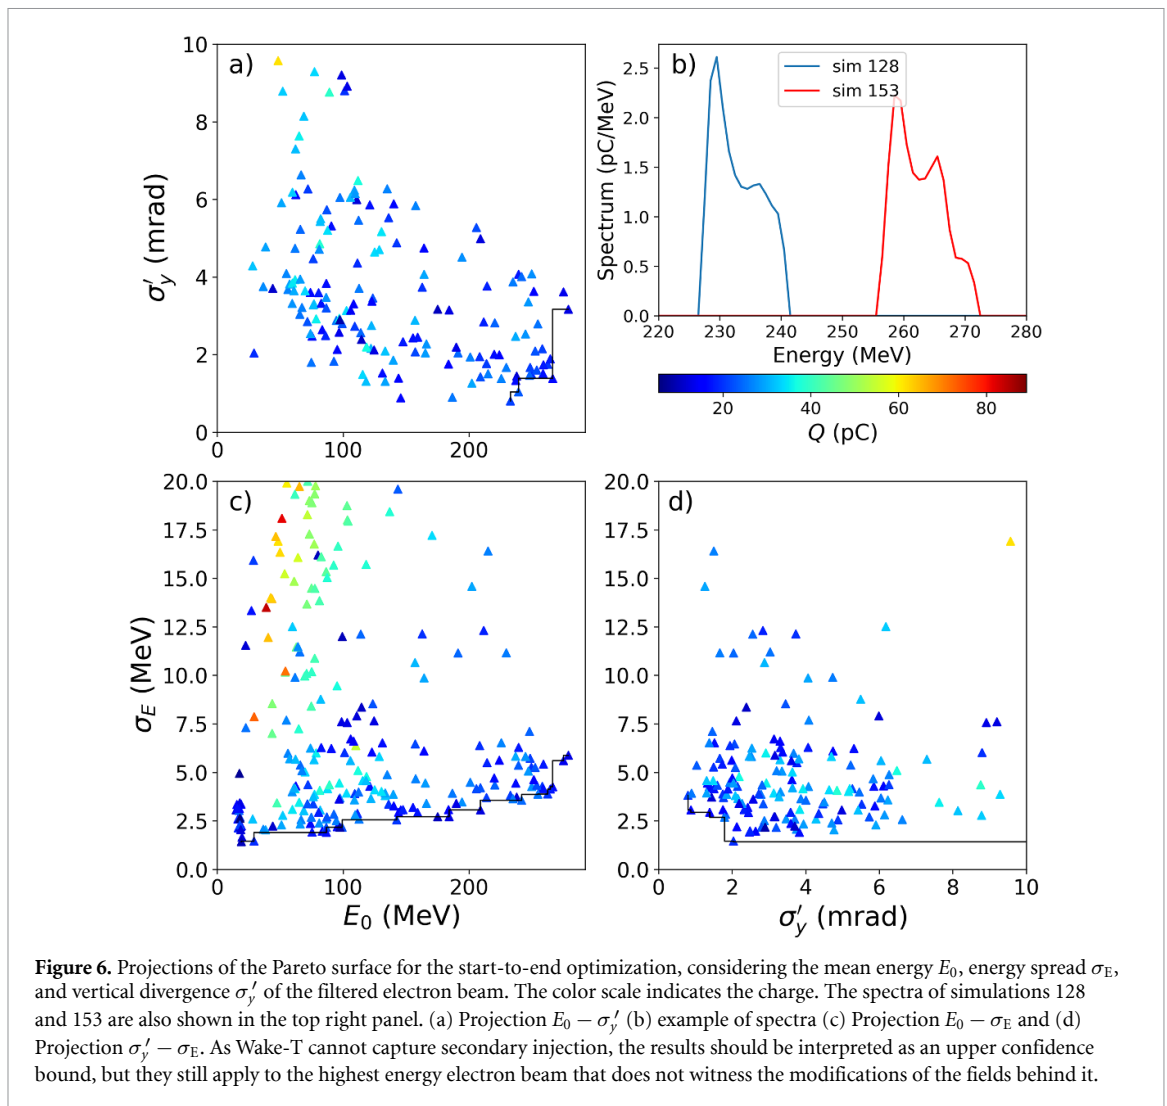 a)
10
8
6
4
2
0
σ′y (mrad)
0 100 200
b)
sim 128
sim 153
Spectrum (pC/MeV)
2.5
2.0
1.5
1.0
0.5
0.0
220 230 240 250 260 270 280
Energy (MeV)
20 40 60 80
Q (pC)
c)
20.0
17.5
15.0
12.5
10.0
7.5
5.0
2.5
0.0
σE (MeV)
0 100 200
E0 (MeV)
d)
20.0
17.5
15.0
12.5
10.0
7.5
5.0
2.5
0.0
0 2 4 6 8 10
σ′y (mrad)
Figure 6. Projections of the Pareto surface for the start-to-end optimization, considering the mean energy E0, energy spread σE,
and vertical divergence σy′ of the filtered electron beam. The color scale indicates the charge. The spectra of simulations 128
and 153 are also shown in the top right panel. (a) Projection E0 − σy′ (b) example of spectra (c) Projection E0 − σE and (d)
Projection σy′ − σE. As Wake-T cannot capture secondary injection, the results should be interpreted as an upper confidence
bound, but they still apply to the highest energy electron beam that does not witness the modifications of the fields behind it.